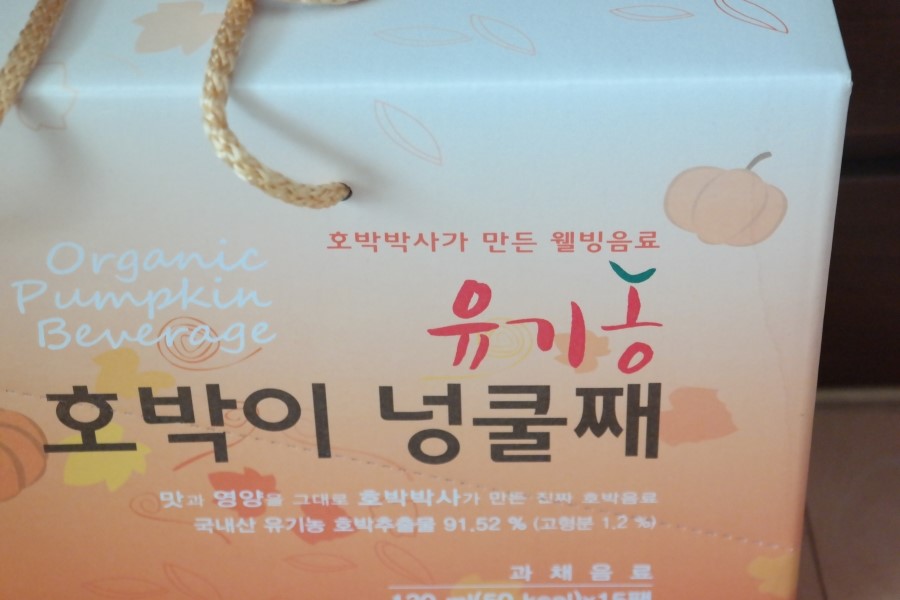 호박박사가 만든 웰빙음료
Organic
Pumpkin
Beverage
유기농
호박이 넝쿨째
맛과 영양을 그대로 호박박사가 만든 진짜 호박음료
국내산 유기농 호박추출물 91.52 % (고형분 1.2 %)
과 채 음 료